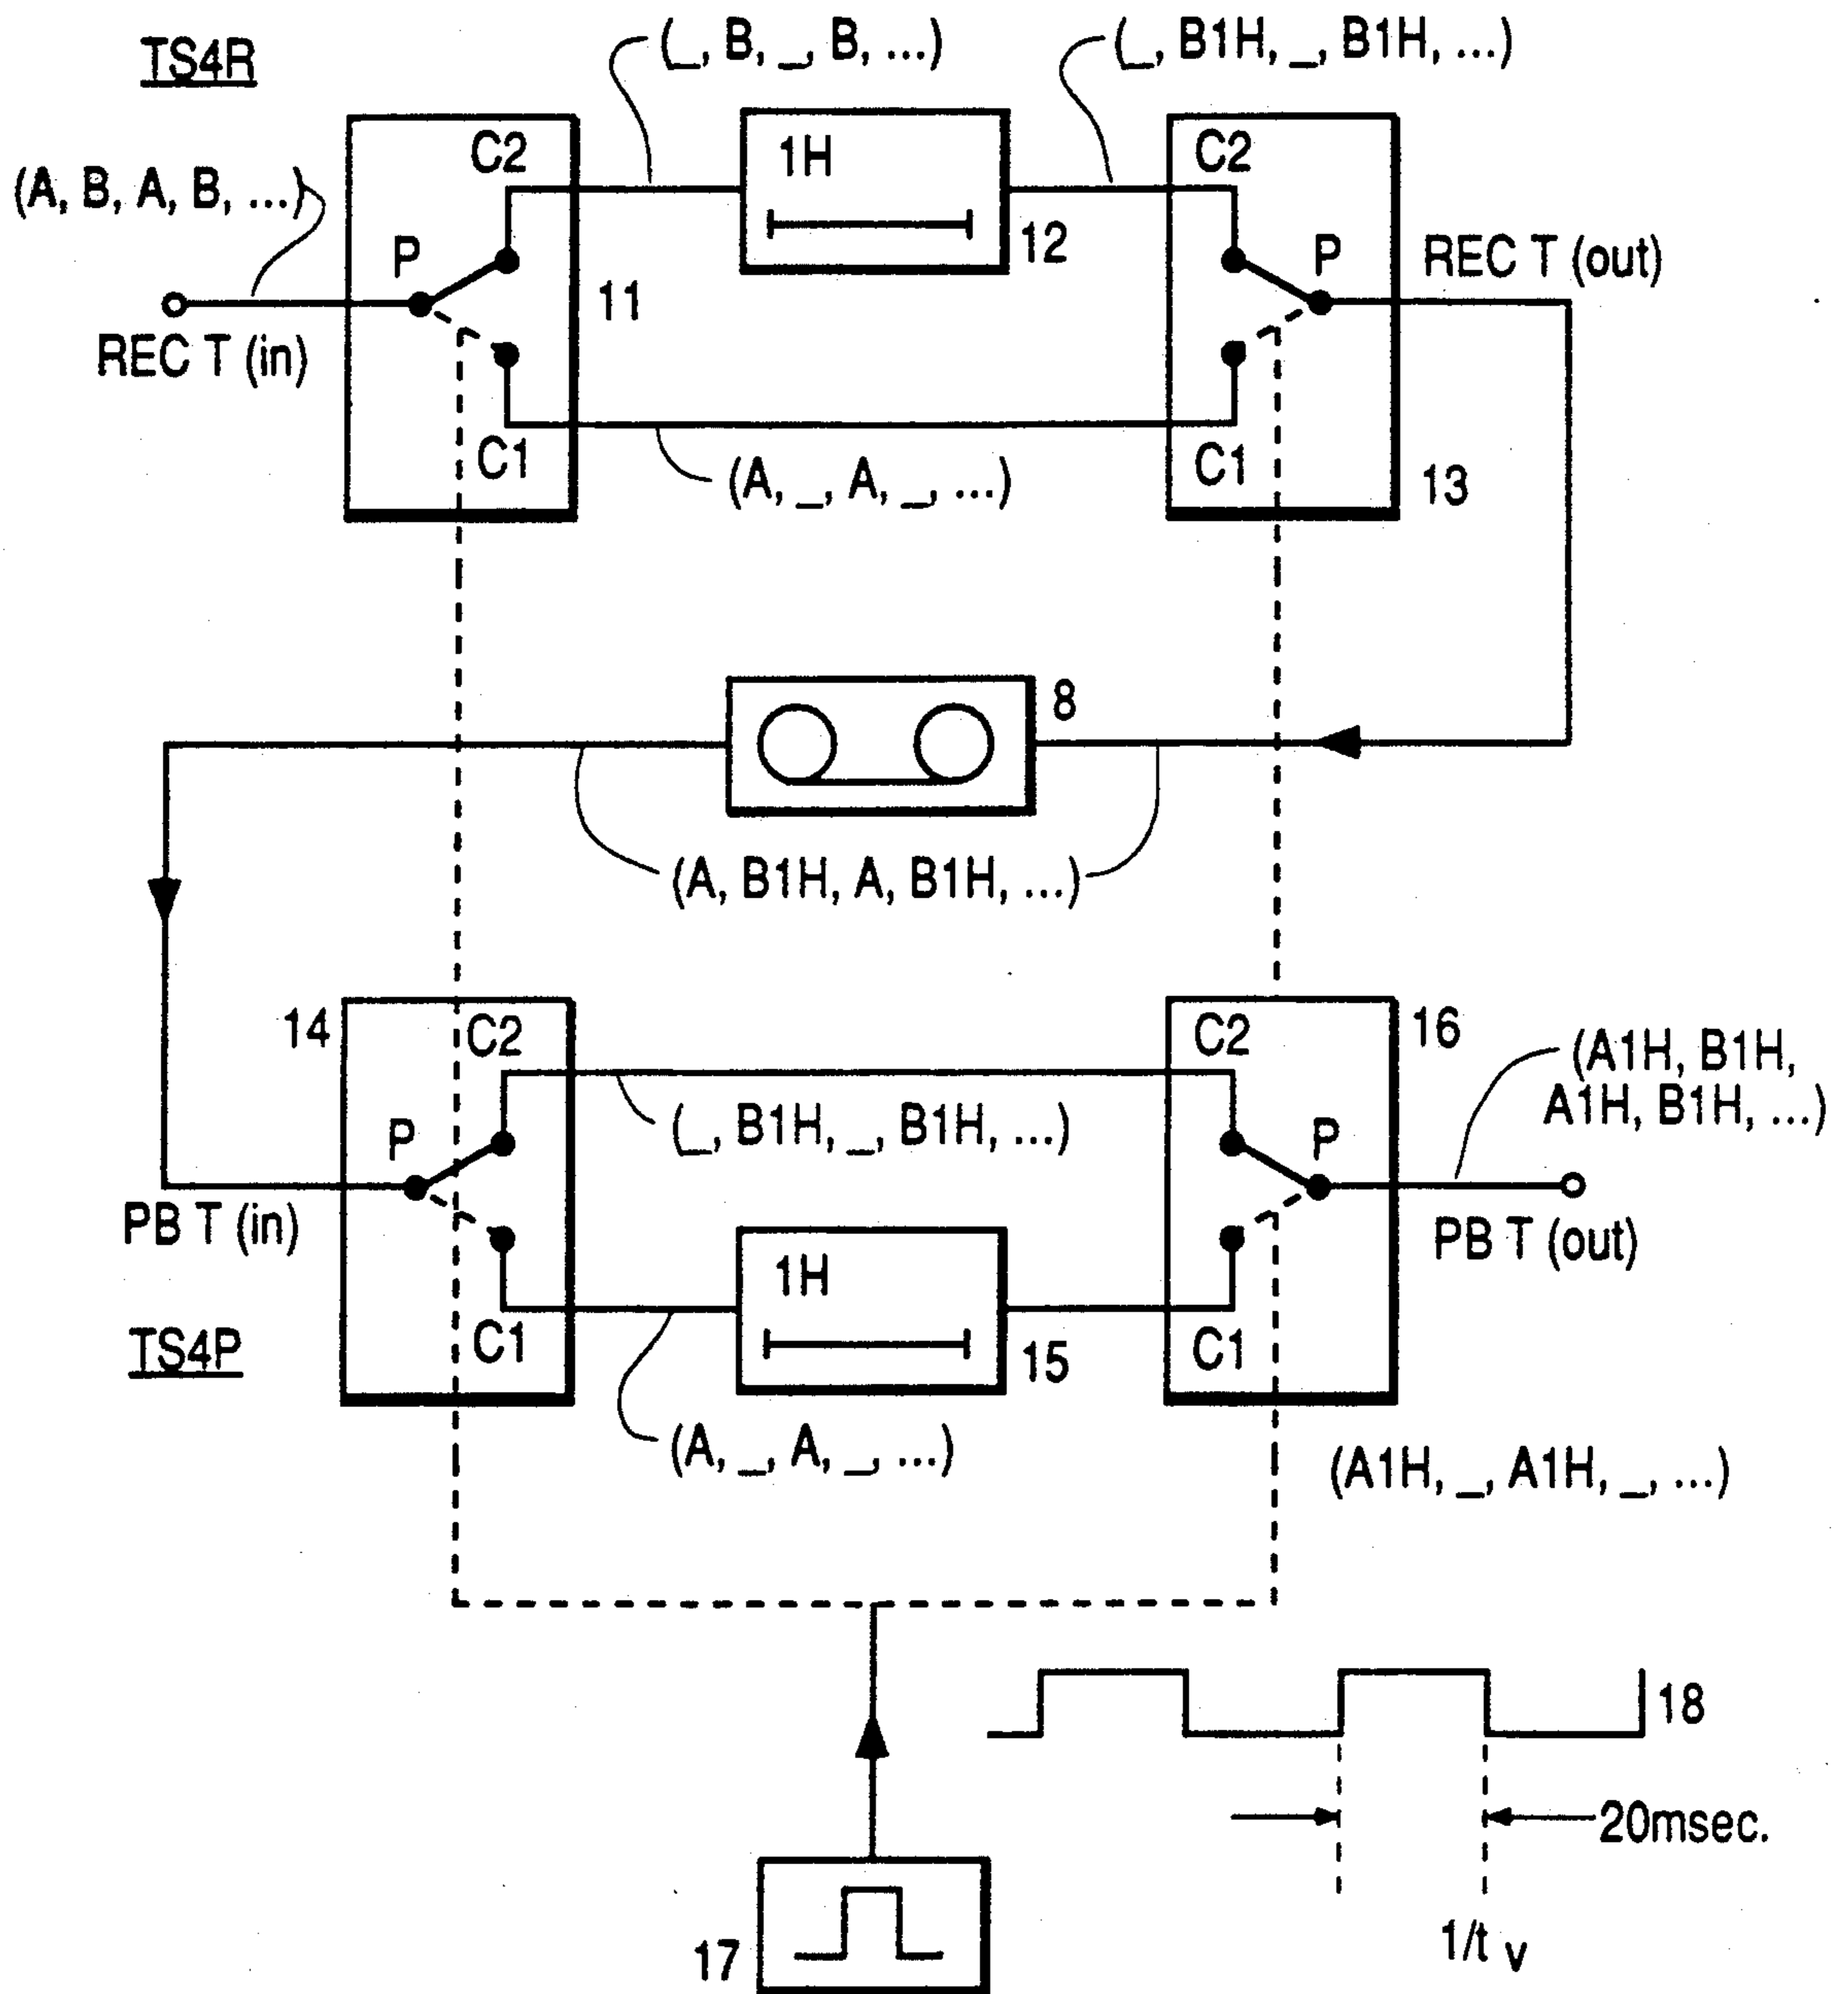 TS4R
(_, B, _, B, ...)
(_, B1H, _, B1H, ...)
(A, B, A, B, ...)
C2
1H
C2
P
11
12
P
REC T (out)
REC T (in)
C1
(A, _, A, _, ...)
C1
13
8
(A, B1H, A, B1H, ...)
14
C2
C2
16
(A1H, B1H,
A1H, B1H, ...)
P
(_, B1H, _, B1H, ...)
P
PB T (in)
PB T (out)
1H
TS4P
C1
15
C1
(A, _, A, _, ...)
(A1H, _, A1H, _, ...)
18
20msec.
17
1/t v